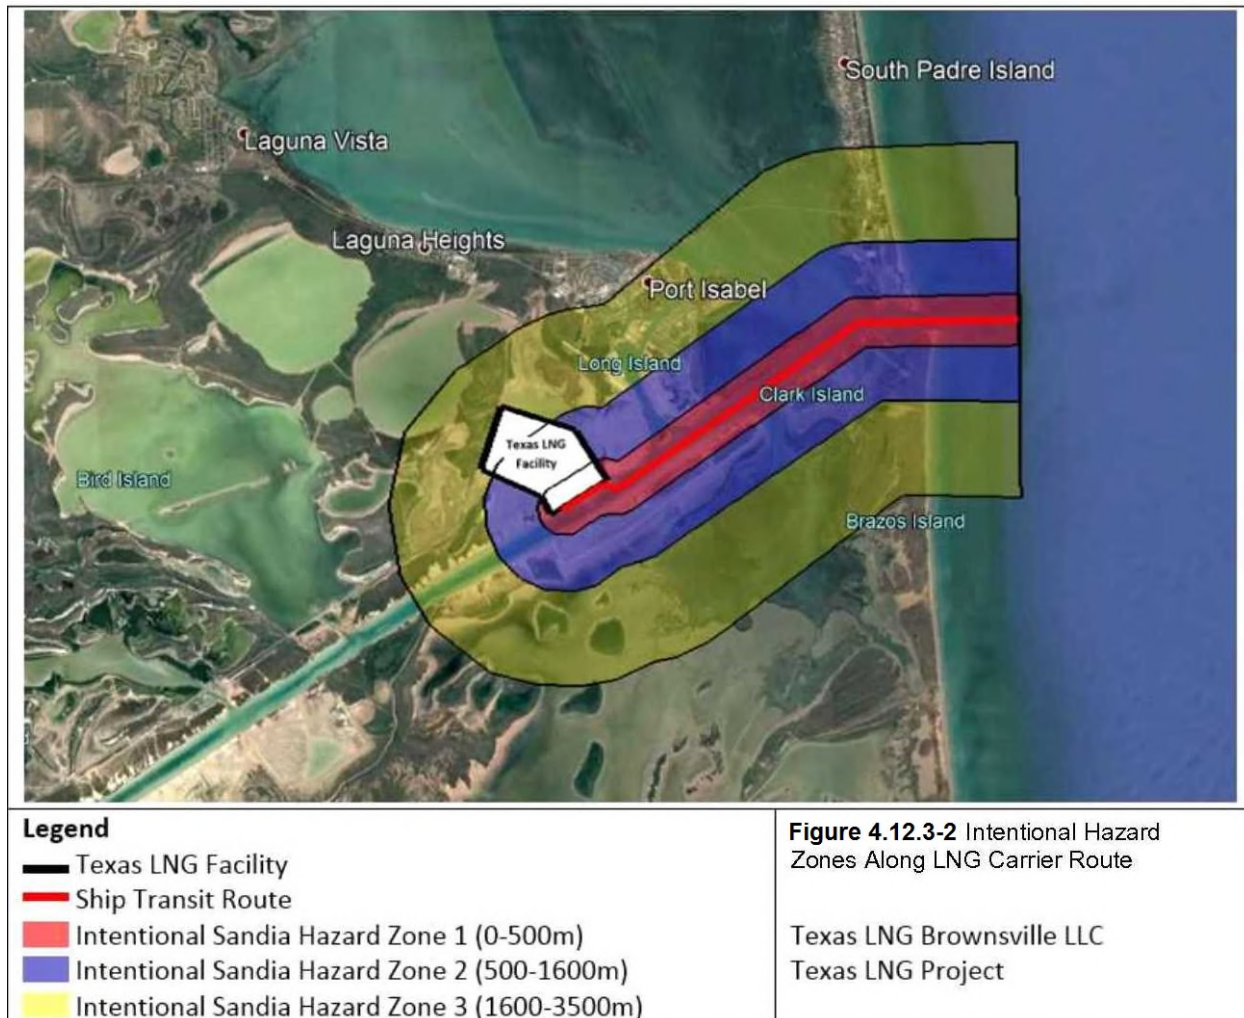 South Padre Island
Laguna Vista
Laguna Heights
Port Isabel
Long Island
Clark Island
Texas LNG
Facility
Bird Island
Brazos Island
Legend
Texas LNG Facility
Ship Transit Route
Intentional Sandia Hazard Zone 1 (0-500m)
Intentional Sandia Hazard Zone 2 (500-1600m)
Intentional Sandia Hazard Zone 3 (1600-3500m)
Figure 4.12.3-2 Intentional Hazard
Zones Along LNG Carrier Route
Texas LNG Brownsville LLC
Texas LNG Project